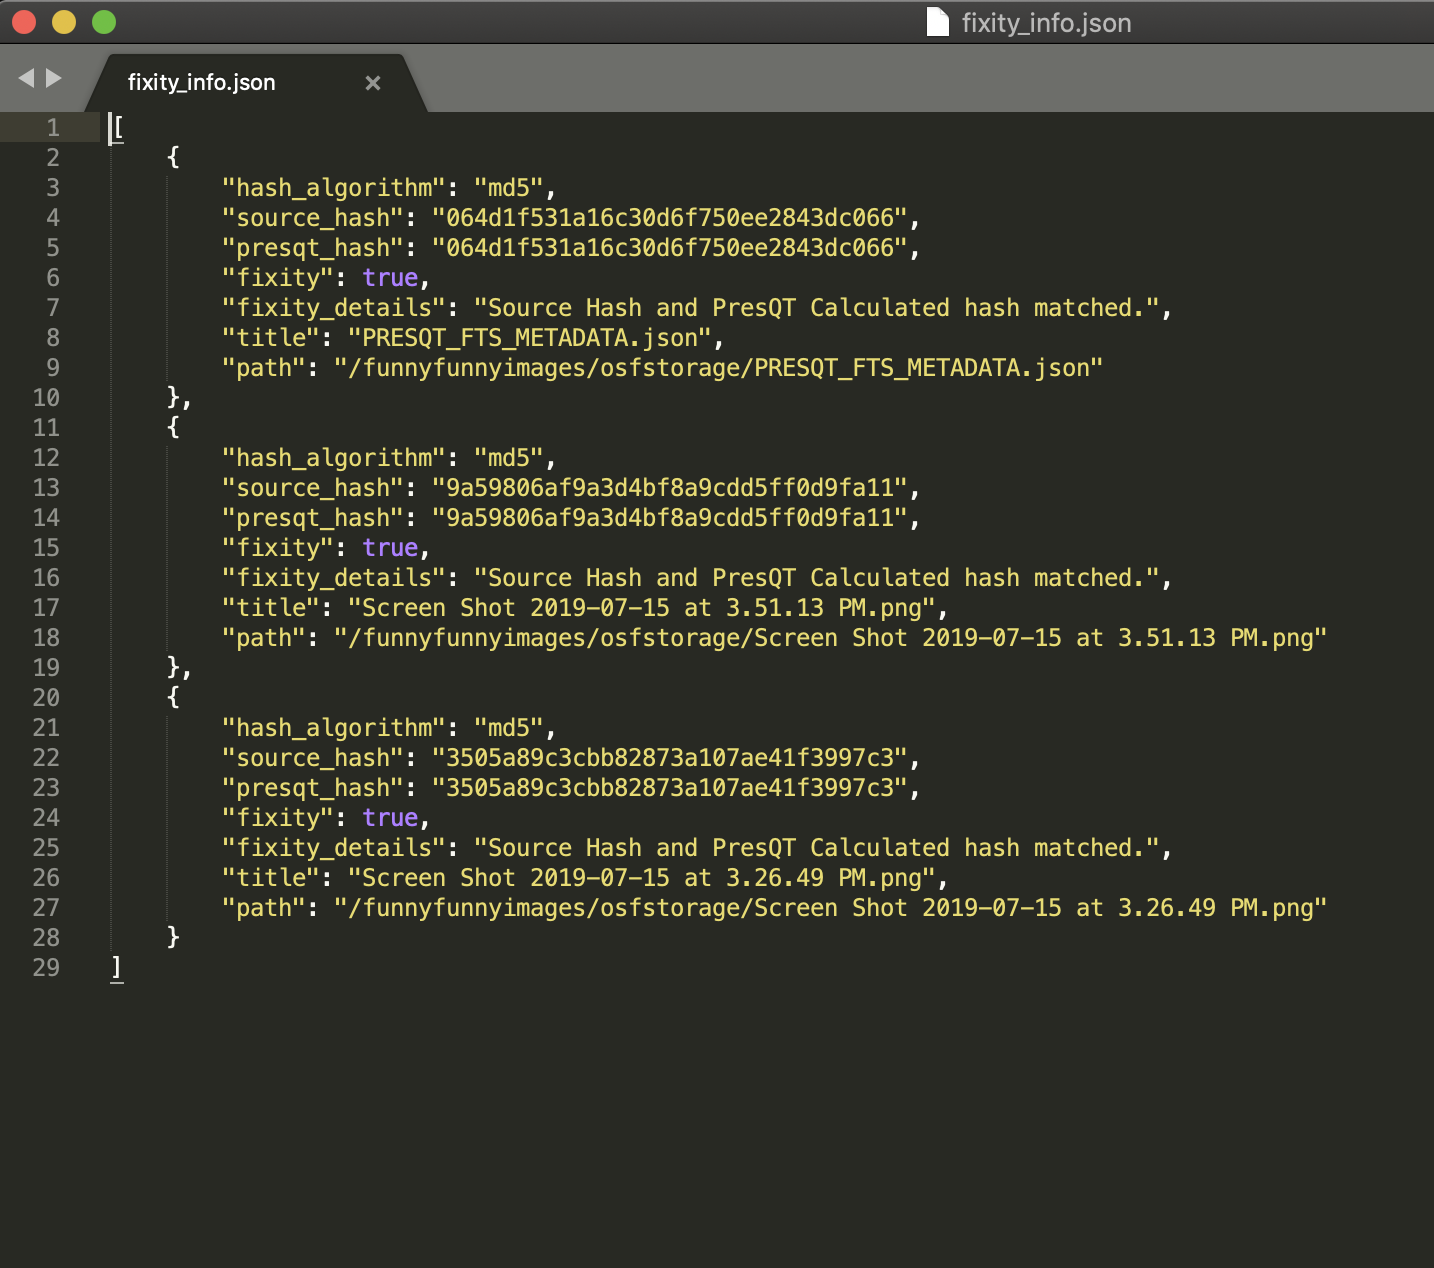 fixity_info.json
fixity_info.json ×
1 [
2     {
3         "hash_algorithm": "md5",
4         "source_hash": "064d1f531a16c30d6f750ee2843dc066",
5         "presqt_hash": "064d1f531a16c30d6f750ee2843dc066",
6         "fixity": true,
7         "fixity_details": "Source Hash and PresQT Calculated hash matched.",
8         "title": "PRESQT_FTS_METADATA.json",
9         "path": "/funnyfunnyimages/osfstorage/PRESQT_FTS_METADATA.json"
10     },
11     {
12         "hash_algorithm": "md5",
13         "source_hash": "9a59806af9a3d4bf8a9cdd5ff0d9fa11",
14         "presqt_hash": "9a59806af9a3d4bf8a9cdd5ff0d9fa11",
15         "fixity": true,
16         "fixity_details": "Source Hash and PresQT Calculated hash matched.",
17         "title": "Screen Shot 2019-07-15 at 3.51.13 PM.png",
18         "path": "/funnyfunnyimages/osfstorage/Screen Shot 2019-07-15 at 3.51.13 PM.png"
19     },
20     {
21         "hash_algorithm": "md5",
22         "source_hash": "3505a89c3cbb82873a107ae41f3997c3",
23         "presqt_hash": "3505a89c3cbb82873a107ae41f3997c3",
24         "fixity": true,
25         "fixity_details": "Source Hash and PresQT Calculated hash matched.",
26         "title": "Screen Shot 2019-07-15 at 3.26.49 PM.png",
27         "path": "/funnyfunnyimages/osfstorage/Screen Shot 2019-07-15 at 3.26.49 PM.png"
28     }
29 ]